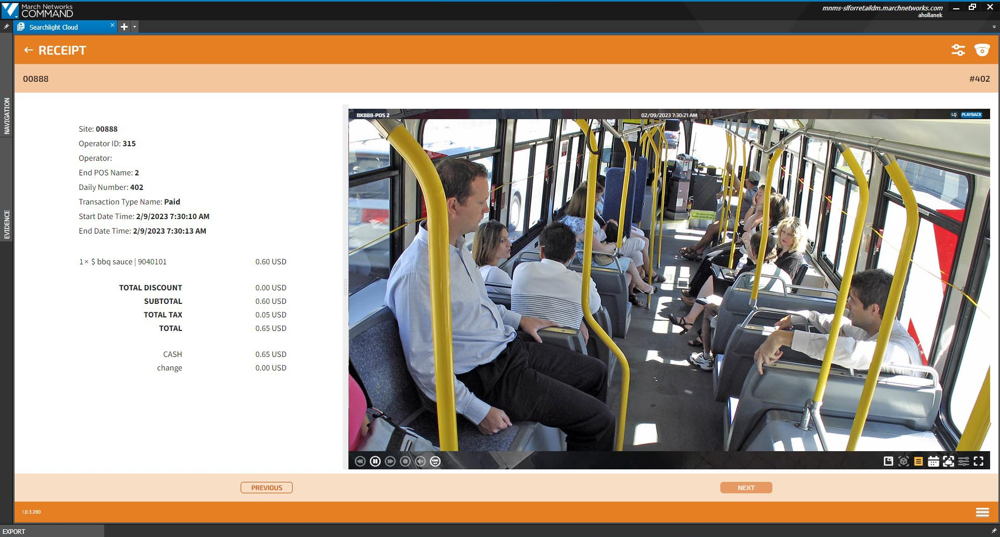 March Networks
COMMAND
mnms-slforretaildm.marchnetworks.com
ahollanek
Searchlight Cloud
NAVIGATION
EVIDENCE
RECEIPT
00888
#402
Site: 00888
Operator ID: 315
Operator:
End POS Name: 2
Daily Number: 402
Transaction Type Name: Paid
Start Date Time: 2/9/2023 7:30:10 AM
End Date Time: 2/9/2023 7:30:13 AM
1× $ bbq sauce | 9040101 0.60 USD
TOTAL DISCOUNT 0.00 USD
SUBTOTAL 0.60 USD
TOTAL TAX 0.05 USD
TOTAL 0.65 USD
CASH 0.65 USD
change 0.00 USD
BK888-POS 2
02/09/2023 7:30:21 AM
LQ PLAYBACK
LIVE
PREVIOUS
NEXT
1.0.3.280
EXPORT